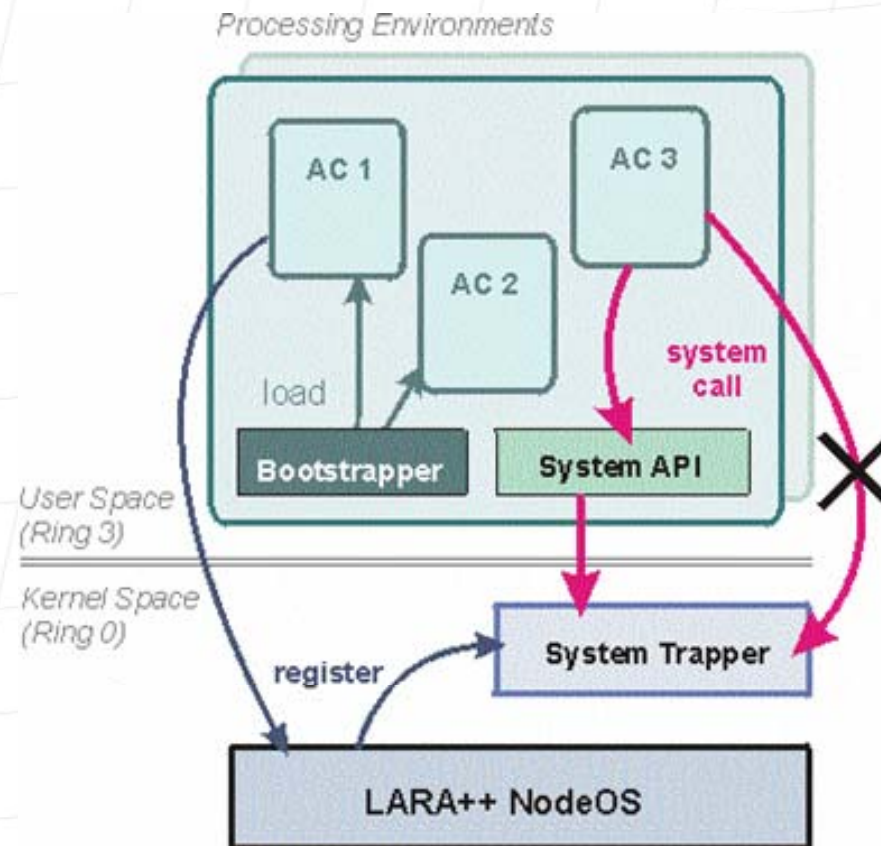 Processing Environments
AC 1
AC 3
AC 2
system
call
load
Bootstrapper
System API
User Space
(Ring 3)
Kernel Space
(Ring 0)
System Trapper
register
LARA++ NodeOS